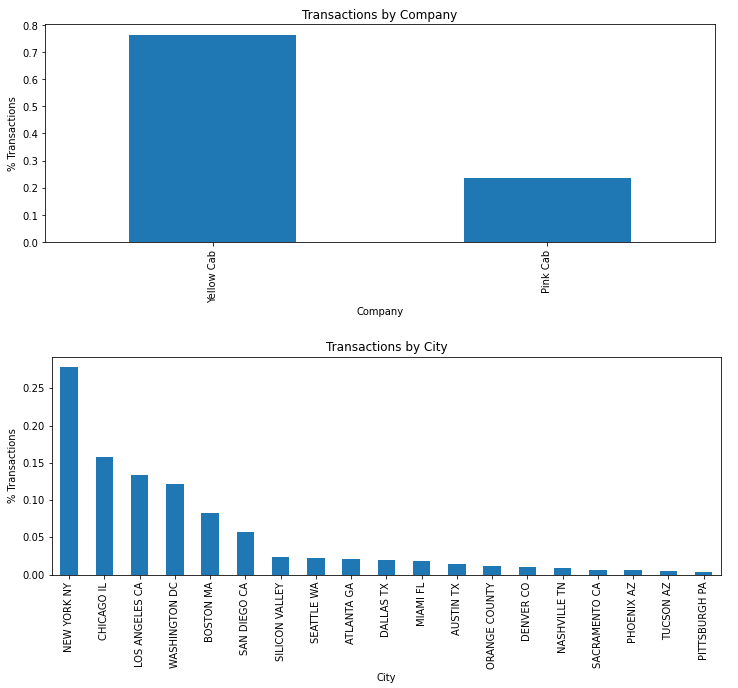 Transactions by Company
% Transactions
0.8
0.7
0.6
0.5
0.4
0.3
0.2
0.1
0.0
Yellow Cab
Pink Cab
Company
Transactions by City
% Transactions
0.25
0.20
0.15
0.10
0.05
0.00
NEW YORK NY
CHICAGO IL
LOS ANGELES CA
WASHINGTON DC
BOSTON MA
SAN DIEGO CA
SILICON VALLEY
SEATTLE WA
ATLANTA GA
DALLAS TX
MIAMI FL
AUSTIN TX
ORANGE COUNTY
DENVER CO
NASHVILLE TN
SACRAMENTO CA
PHOENIX AZ
TUCSON AZ
PITTSBURGH PA
City